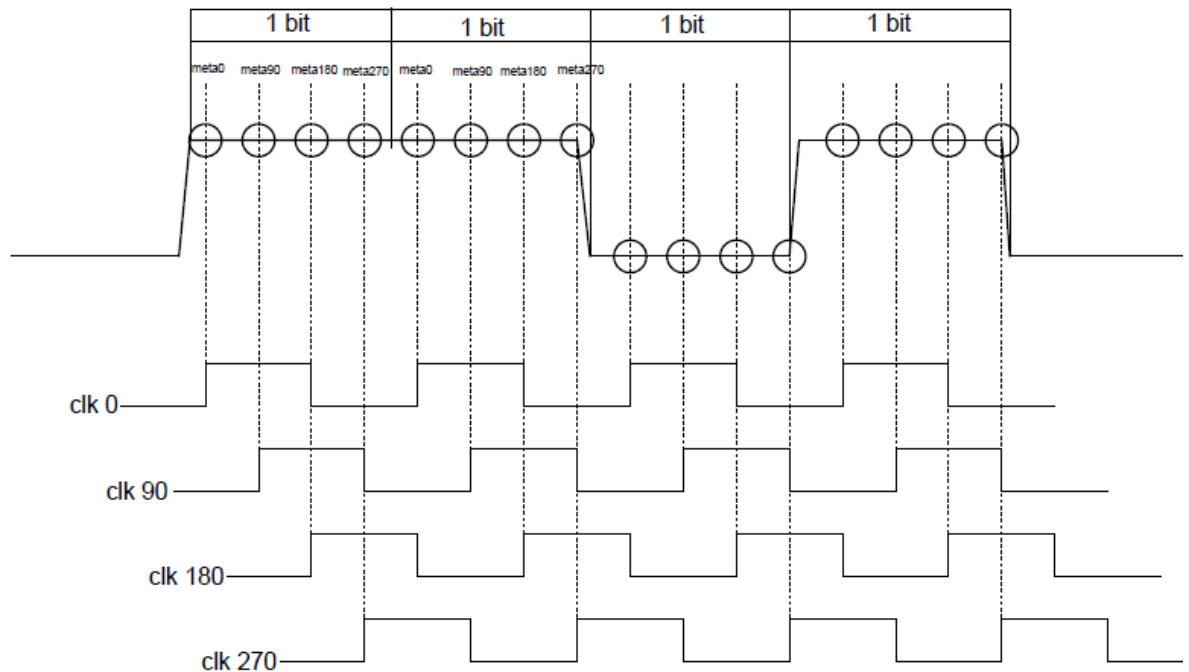 1 bit 1 bit 1 bit 1 bit
meta0 meta90 meta180 meta270 meta0 meta90 meta180 meta270
clk 0
clk 90
clk 180
clk 270